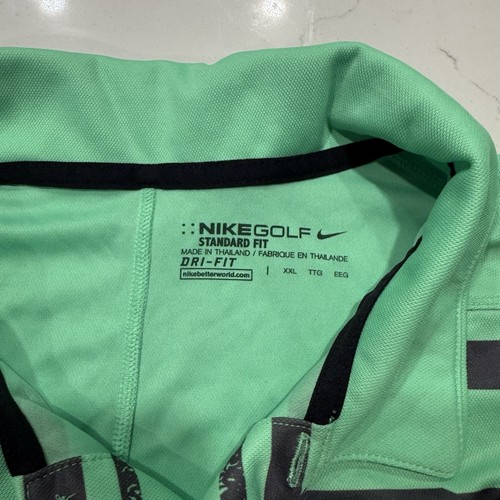 ::NIKEGOLF
STANDARD FIT
MADE IN THAILAND / FABRIQUE EN THAILANDE
DRI-FIT
nikebetterworld.com | XXL TTG EEG